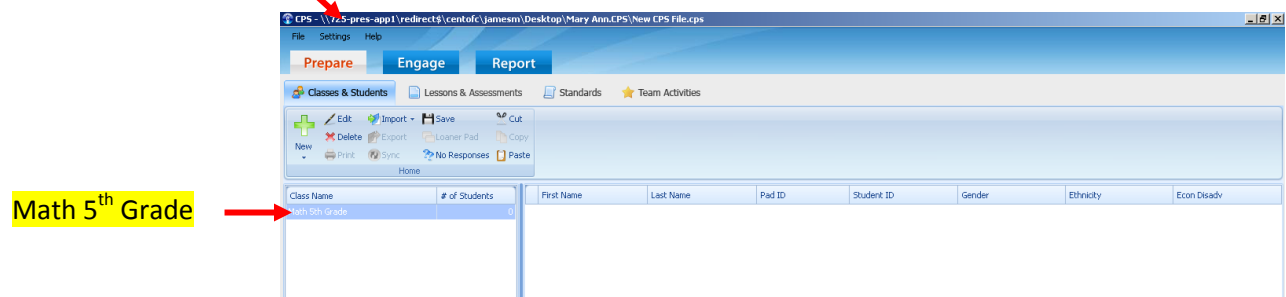 CPS - \\725-pres-app1\redirect$\centofc\jamesm\Desktop\Mary Ann.CPS\New CPS File.cps
File Settings Help
Prepare Engage Report
Classes & Students Lessons & Assessments Standards Team Activities
New Edit Import Save Cut
Delete Export Loaner Pad Copy
Print Sync No Responses Paste
Home
Class Name # of Students First Name Last Name Pad ID Student ID Gender Ethnicity Econ Disadv
Math 5th Grade 0
Math 5th Grade